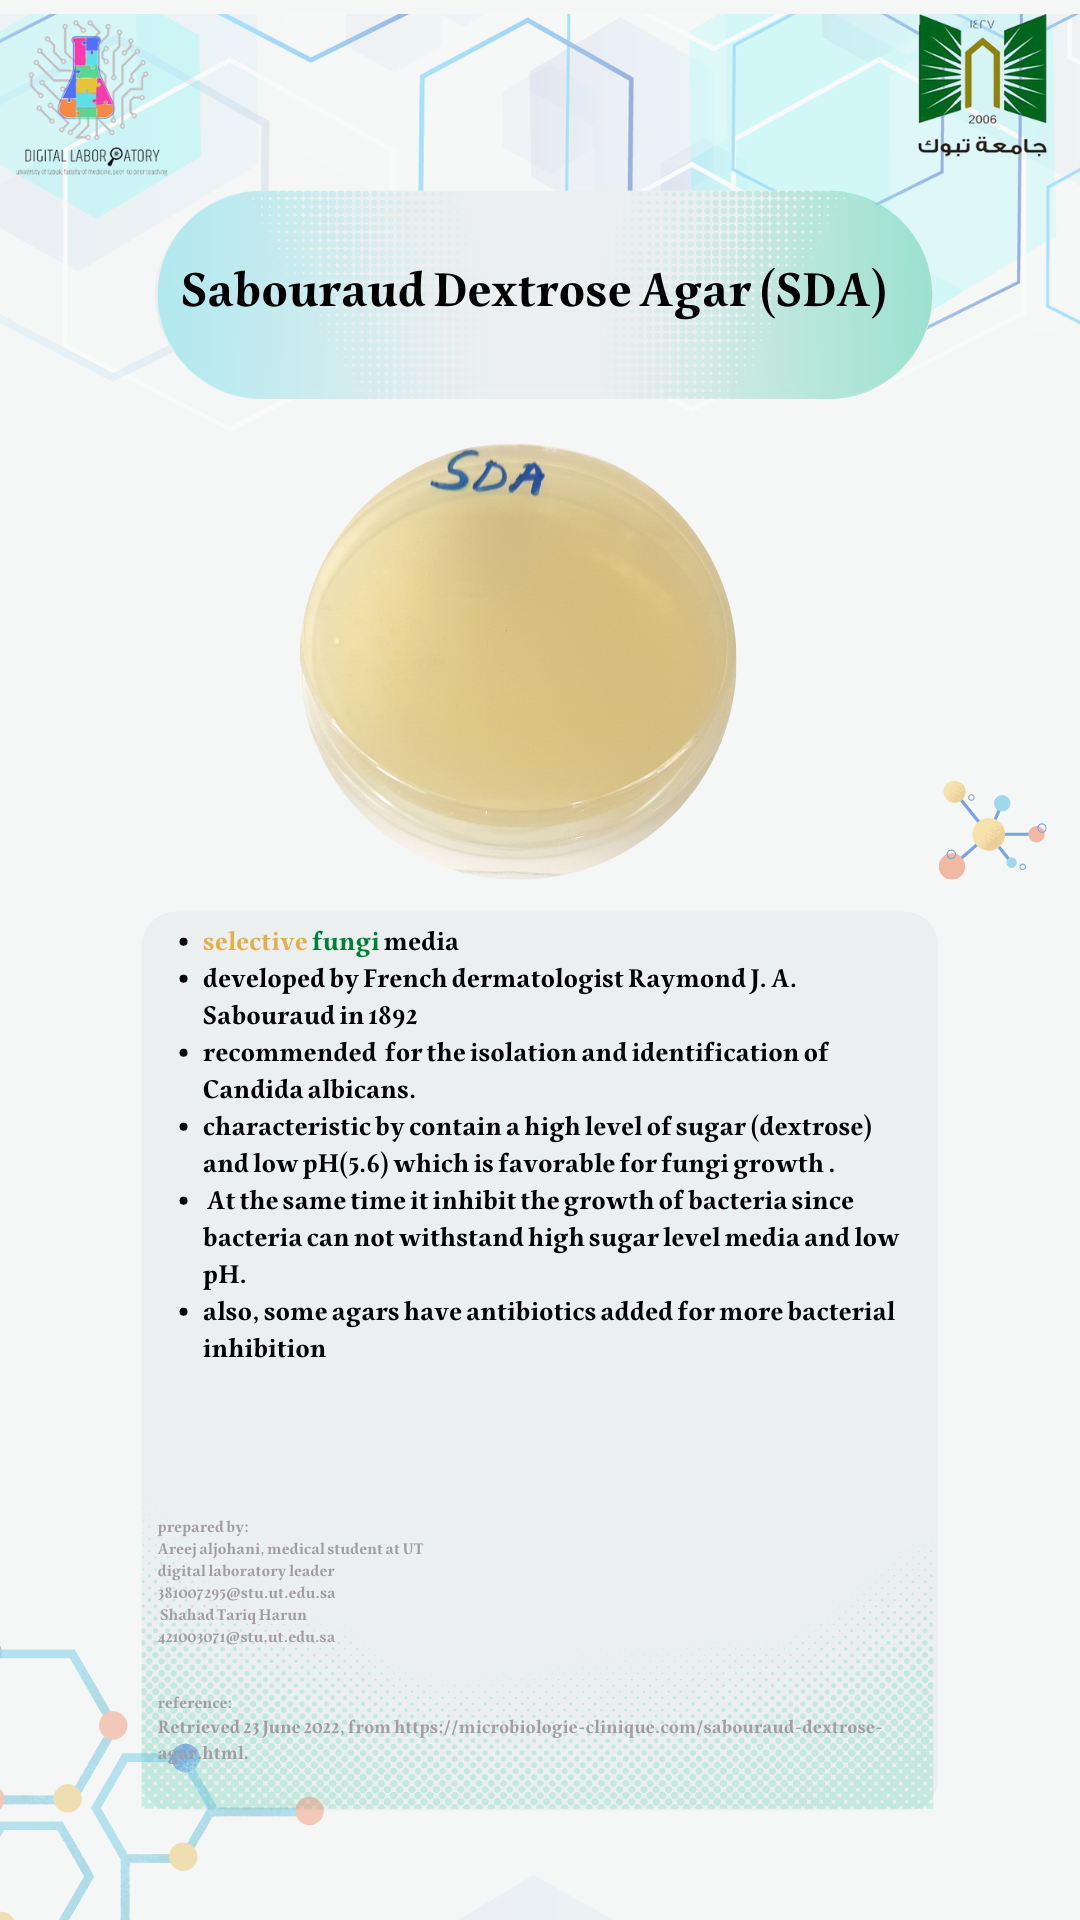 ١٤٢٧
2006
جامعة تبوك
DIGITAL LABORATORY
university of tabuk, faculty of medicine, peer-to-peer teaching
Sabouraud Dextrose Agar (SDA)
SDA
• selective fungi media
• developed by French dermatologist Raymond J. A.
Sabouraud in 1892
• recommended for the isolation and identification of
Candida albicans.
• characteristic by contain a high level of sugar (dextrose)
and low pH(5.6) which is favorable for fungi growth .
• At the same time it inhibit the growth of bacteria since
bacteria can not withstand high sugar level media and low
pH.
• also, some agars have antibiotics added for more bacterial
inhibition
prepared by:
Areej aljohani, medical student at UT
digital laboratory leader
381007295@stu.ut.edu.sa
Shahad Tariq Harun
421003071@stu.ut.edu.sa
reference:
Retrieved 23 June 2022, from https://microbiologie-clinique.com/sabouraud-dextrose-
agar.html.